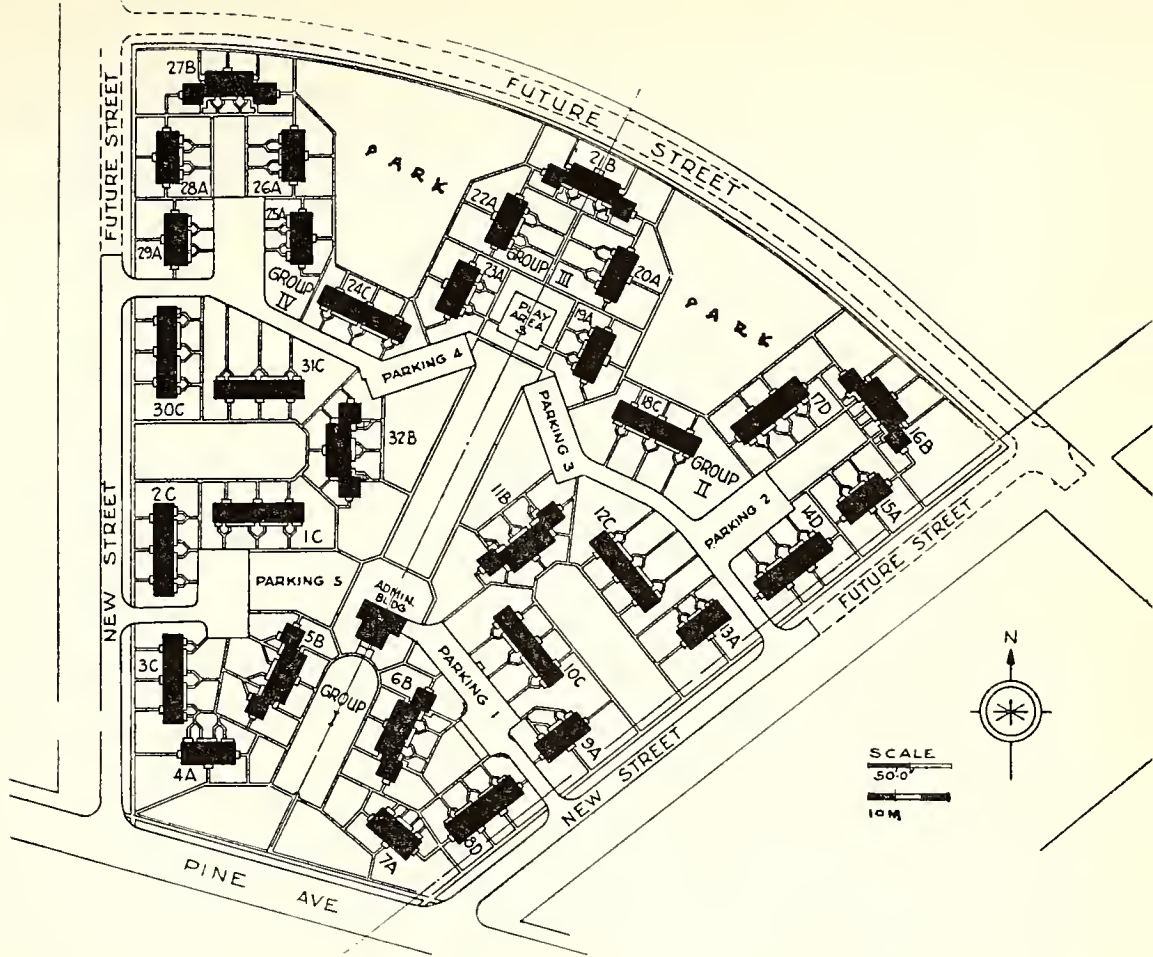 FUTURE STREET
27B
FUTURE STREET
28A
26A
29A
25A
GROUP
IV
PARK
21B
22A
GROUP
III
23A
20A
24C
PLAY
AREA
19A
PARK
PARKING 4
30C
31C
32B
PARKING 3
18C
17D
16B
GROUP
II
NEW STREET
2C
1C
11B
12C
PARKING 2
14D
15A
FUTURE STREET
PARKING 5
ADMIN.
BLDG
13A
3C
5B
6B
GROUP
I
10C
PARKING 1
4A
9A
NEW STREET
7A
8D
PINE AVE
N
SCALE
50'-0"
10M